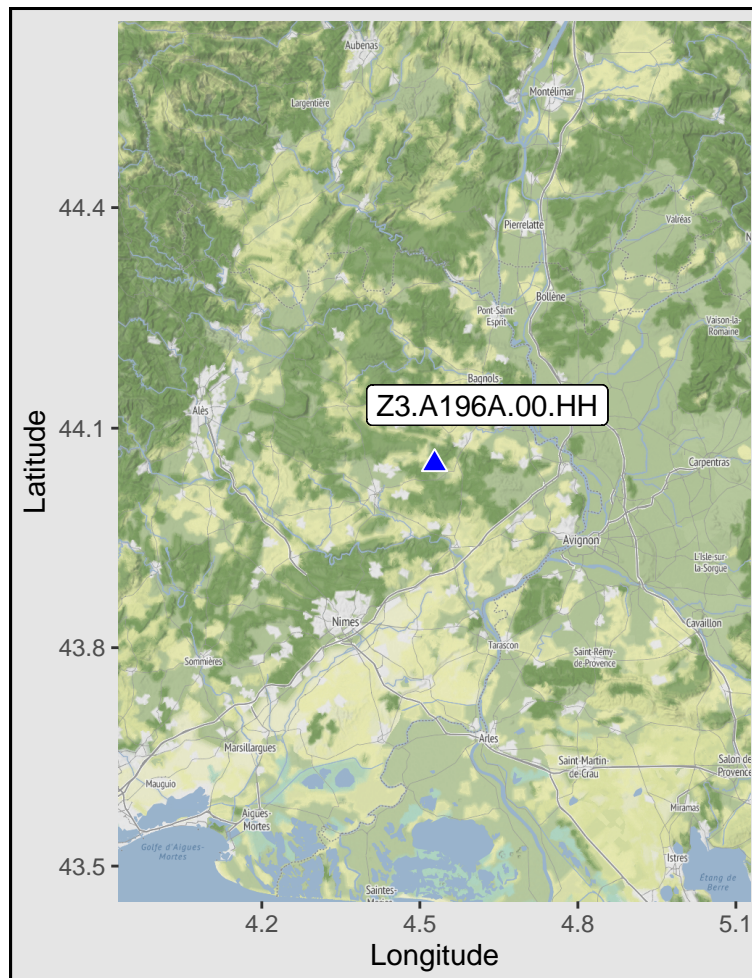 Aubenas
Montélimar
Largentière
44.4
Valréas
Pierrelatte
Bollène
Pont-Saint-
Esprit
Vaison-la-
Romaine
Bagnols
Z3.A196A.00.HH
Alès
44.1
Carpentras
Avignon
L'Isle-sur-
la-Sorgue
Nîmes
Cavaillon
43.8
Tarascon
Saint-Rémy-
de-Provence
Sommières
Arles
Marsillargues
Saint-Martin-
de-Crau
Salon de
Provence
Mauguio
Miramas
Aigues-
Mortes
Golfe d'Aigues-
Mortes
Istres
43.5
Étang de
Berre
Saintes-
4.2
4.5
4.8
5.1
Longitude
Latitude